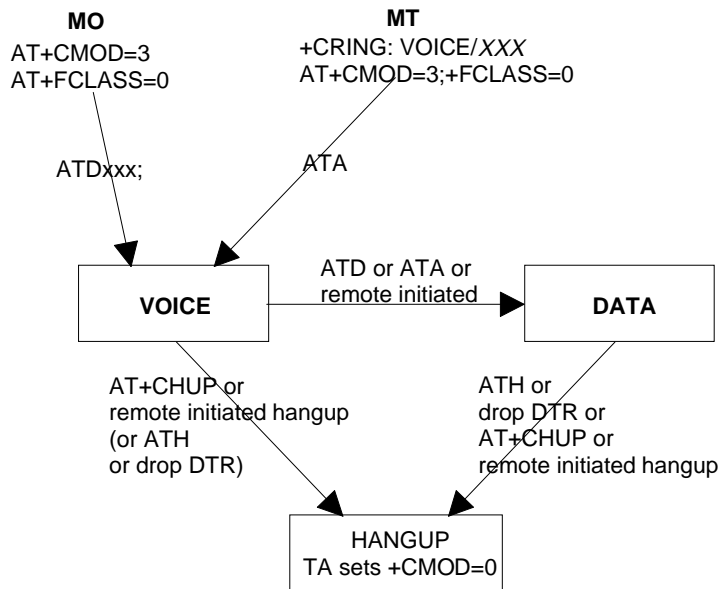 MO
AT+CMOD=3
AT+FCLASS=0
MT
+CRING: VOICE/XXX
AT+CMOD=3;+FCLASS=0
ATDxxx;
ATA
VOICE
ATD or ATA or
remote initiated
DATA
AT+CHUP or
remote initiated hangup
(or ATH
or drop DTR)
ATH or
drop DTR or
AT+CHUP or
remote initiated hangup
HANGUP
TA sets +CMOD=0